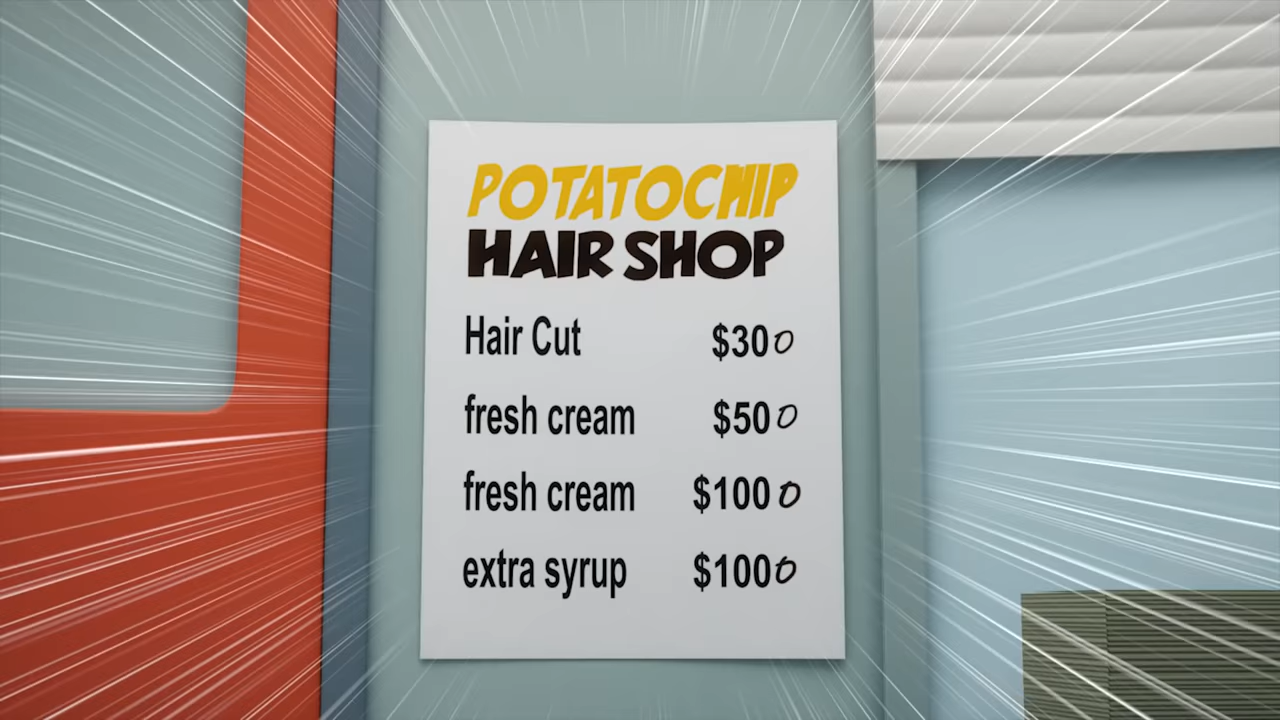 POTATOCHIP
HAIR SHOP
Hair Cut $300
fresh cream $500
fresh cream $1000
extra syrup $1000